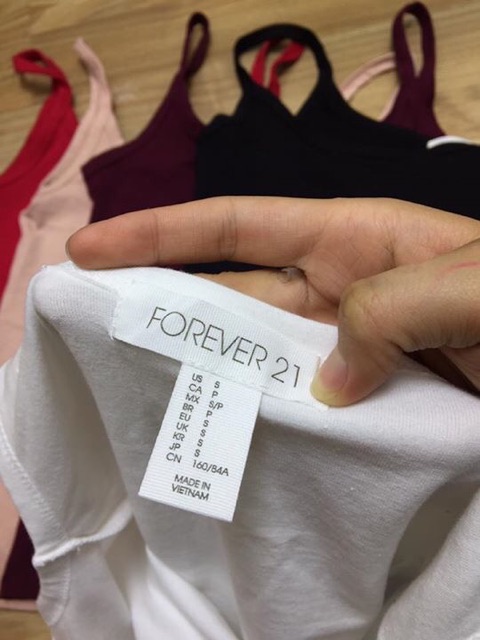 FOREVER 21
US S
CA P
MX S/P
BR P
EU S
UK S
KR S
JP S
CN 160/84A
MADE IN
VIETNAM